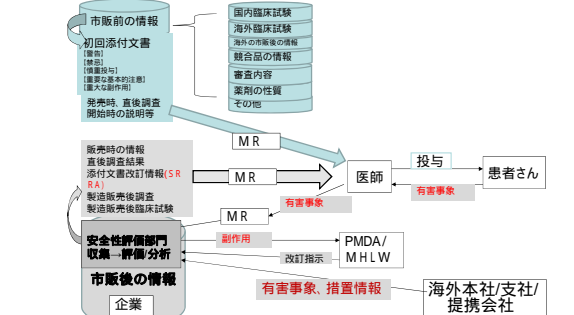 市販前の情報
初回添付文書
【警告】
【禁忌】
【慎重投与】
【重要な基本的注意】
【重大な副作用】
発売時、直後調査
開始時の説明等
国内臨床試験
海外臨床試験
海外の市販後の情報
競合品の情報
審査内容
薬剤の性質
その他
MR
販売時の情報
直後調査結果
添付文書改訂情報(SR
RA)
製造販売後調査
製造販売後臨床試験
MR
医師
投与
有害事象
患者さん
有害事象
MR
安全性評価部門
収集→評価/分析
副作用
改訂指示
PMDA/
MHLW
市販後の情報
企業
有害事象、措置情報
海外本社/支社/
提携会社